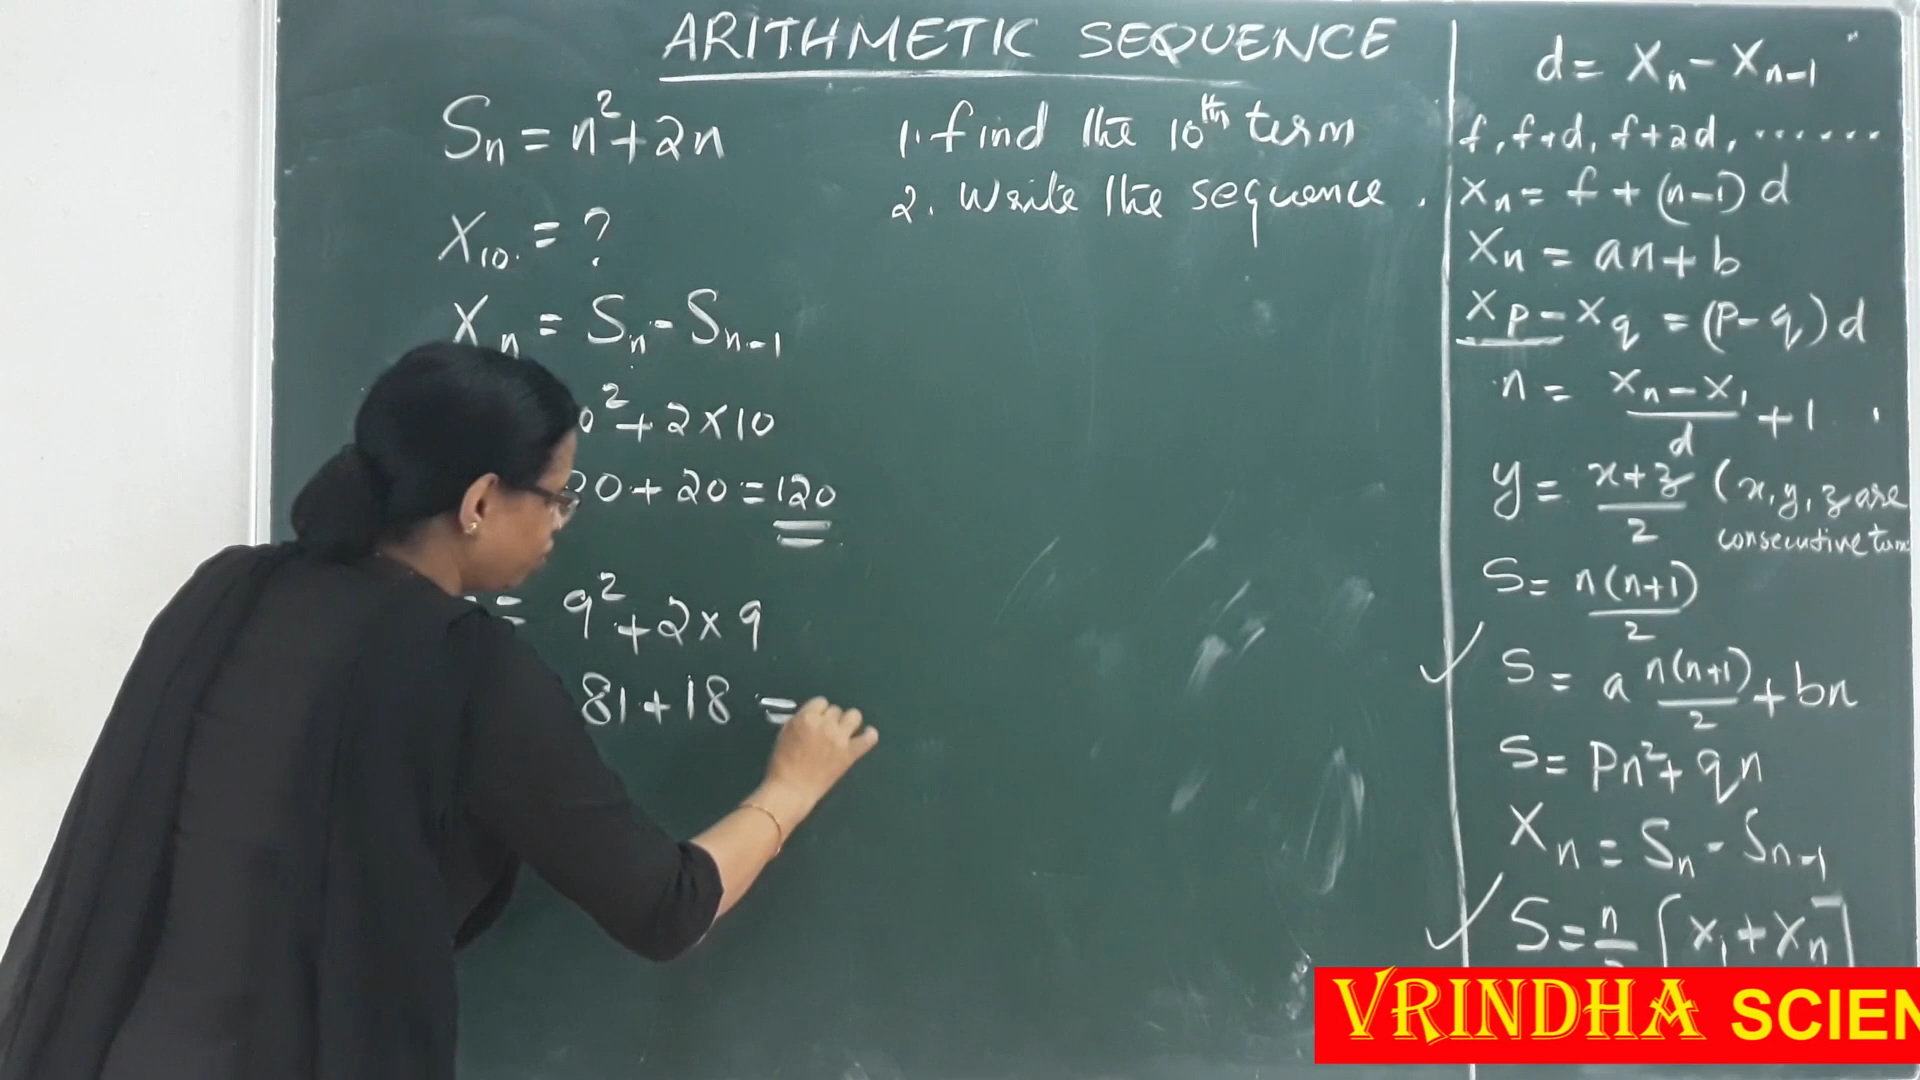 ARITHMETIC SEQUENCE
Sn = n²+2n
X10 = ?
Xn = Sn - Sn-1
0² + 2×10
00 + 20 = 120
= 9² + 2×9
81 + 18 =
1. find the 10th term
2. Write the sequence.
d = Xn - Xn-1
f, f+d, f+2d, ......
Xn = f + (n-1)d
Xn = an + b
Xp - Xq = (p-q)d
n = Xn - X1 / d + 1
y = x+z / 2 (x, y, z are
consecutive
S = n(n+1) / 2
✓ S = a n(n+1) / 2 + bn
S = pn² + qn
Xn = Sn - Sn-1
✓ S = n [X1 + Xn]
VRINDHA SCIEN